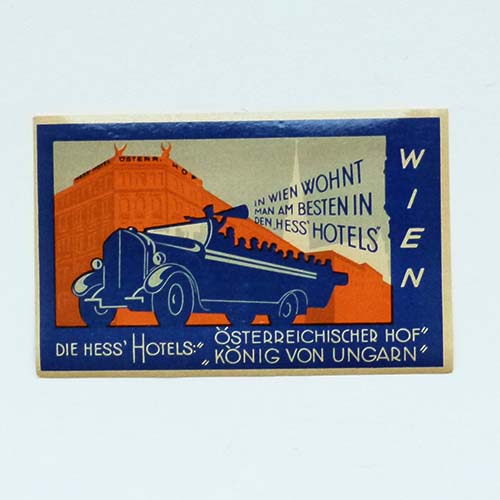 ÖSTERR. HOF
IN WIEN WOHNT
MAN AM BESTEN IN
DEN „HESS' HOTELS"
WIEN
DIE HESS' HOTELS: „ÖSTERREICHISCHER HOF"
„KÖNIG VON UNGARN"